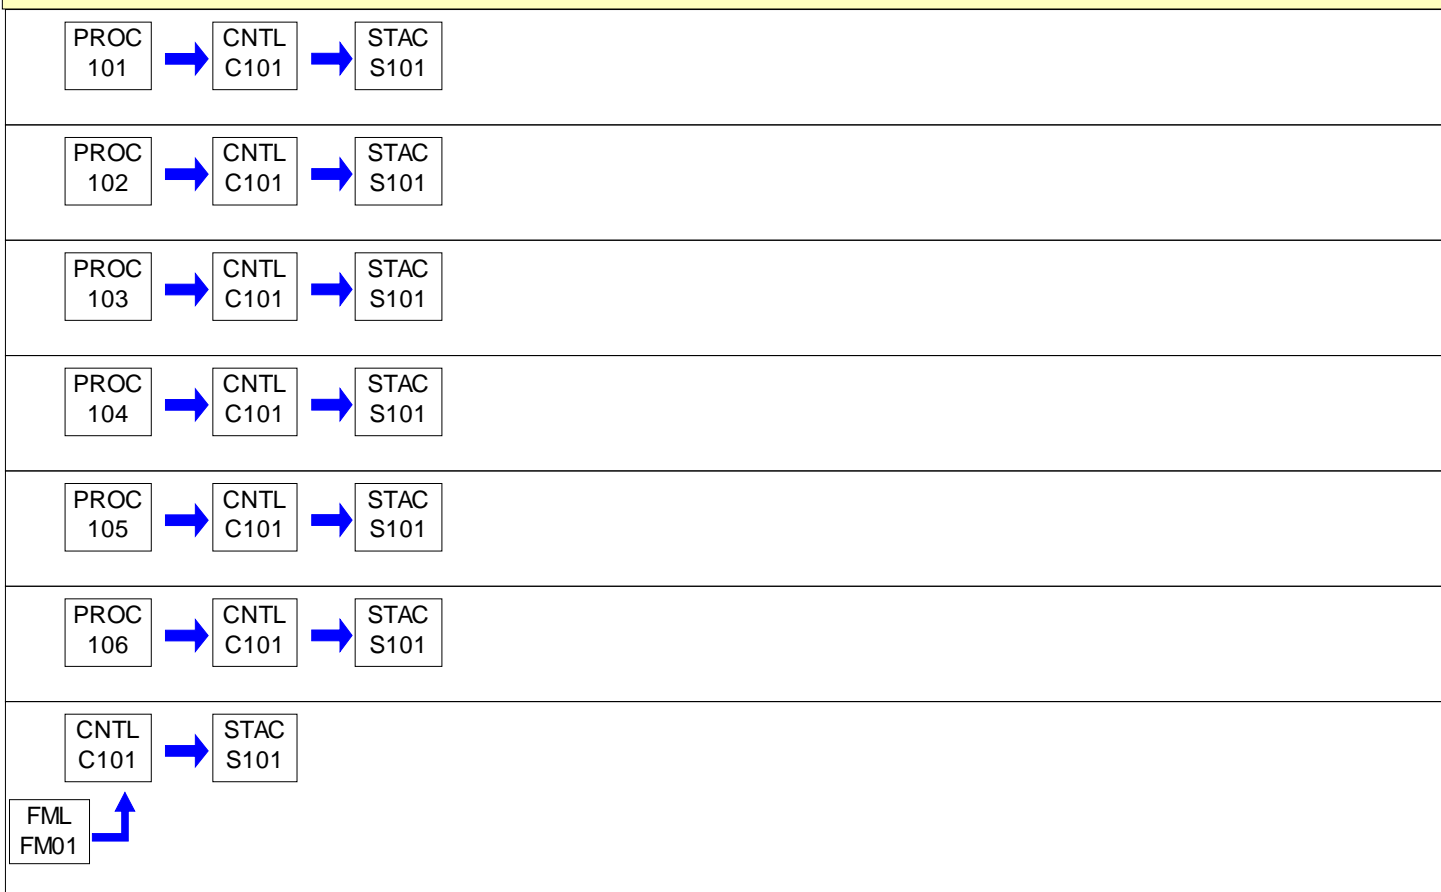 PROC
101
CNTL
C101
STAC
S101
PROC
102
CNTL
C101
STAC
S101
PROC
103
CNTL
C101
STAC
S101
PROC
104
CNTL
C101
STAC
S101
PROC
105
CNTL
C101
STAC
S101
PROC
106
CNTL
C101
STAC
S101
CNTL
C101
STAC
S101
FML
FM01